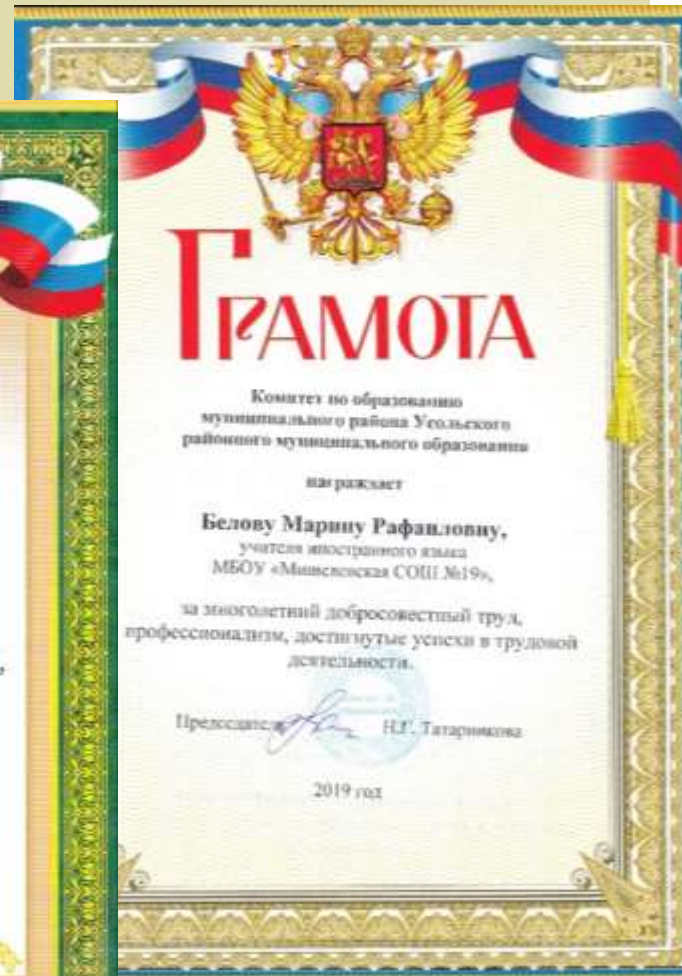 ГРАМОТА
Комитет по образованию
муниципального района Усольского
районного муниципального образования
награждает
Белову Марину Рафаиловну,
учителя иностранного языка
МБОУ «Мишелевская СОШ №19»,
за многолетний добросовестный труд,
профессионализм, достигнутые успехи в трудовой
деятельности.
Председатель Н.Г. Татарникова
2019 год